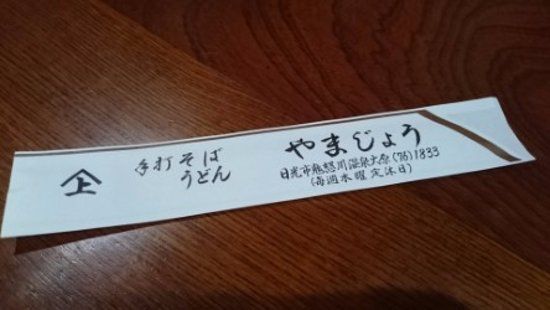 上
手打そば
うどん
やまじょう
日光市鬼怒川温泉大原(76)1833
(毎週水曜定休日)